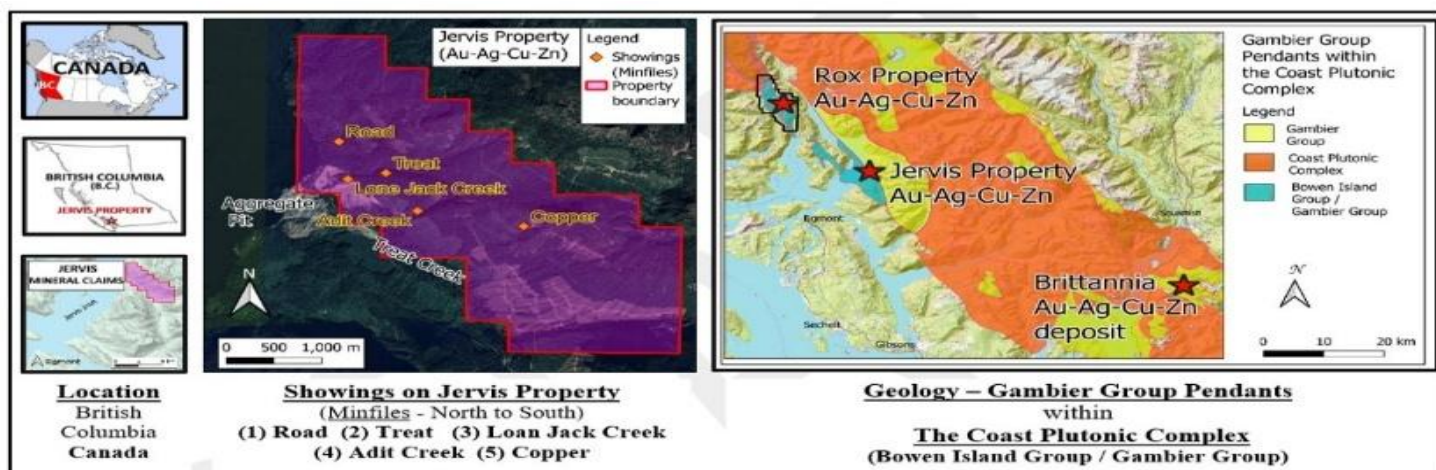 CANADA
B.C.
BRITISH COLUMBIA
(B.C.)
JERVIS PROPERTY
JERVIS
MINERAL CLAIMS
Jervis Inlet
Egmont
Location
British
Columbia
Canada
Jervis Property
(Au-Ag-Cu-Zn)
Legend
Showings
(Minfiles)
Property
boundary
Road
Treat
Lone Jack Creek
Aggregate
Pit
Adit Creek
Copper
Treat Creek
N
0 500 1,000 m
Showings on Jervis Property
(Minfiles - North to South)
(1) Road (2) Treat (3) Loan Jack Creek
(4) Adit Creek (5) Copper
Rox Property
Au-Ag-Cu-Zn
Jervis Property
Au-Ag-Cu-Zn
Egmont
Squamish
Brittannia
Au-Ag-Cu-Zn
deposit
Sechelt
Gibsons
Gambier Group
Pendants within
the Coast Plutonic
Complex
Legend
Gambier
Group
Coast Plutonic
Complex
Bowen Island
Group /
Gambier Group
N
0 10 20 km
Geology – Gambier Group Pendants
within
The Coast Plutonic Complex
(Bowen Island Group / Gambier Group)